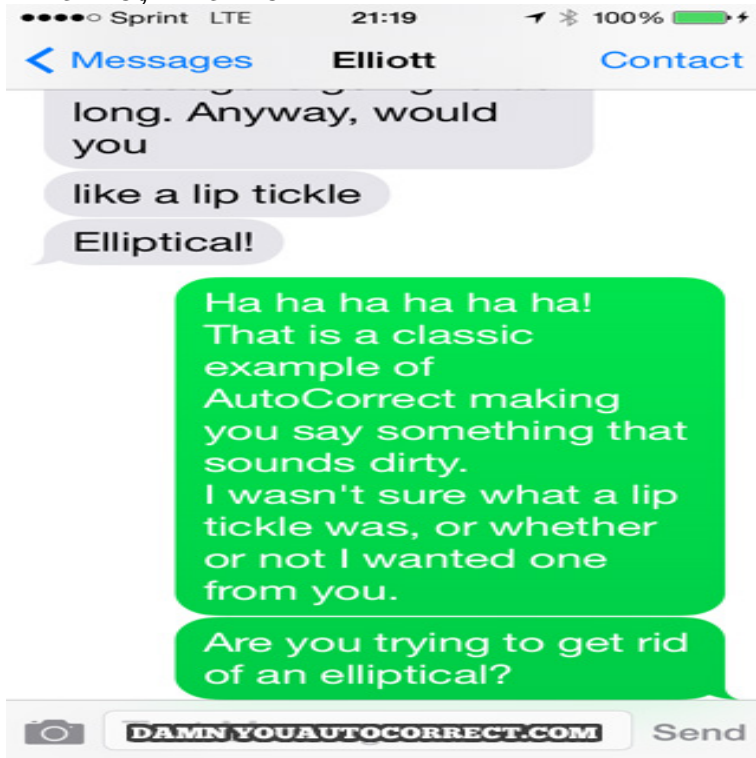 Sprint LTE 21:19 100%
Messages Elliott Contact
long. Anyway, would
you
like a lip tickle
Elliptical!
Ha ha ha ha ha ha!
That is a classic
example of
AutoCorrect making
you say something that
sounds dirty.
I wasn't sure what a lip
tickle was, or whether
or not I wanted one
from you.
Are you trying to get rid
of an elliptical?
DAMNYOUAUTOCORRECT.COM Send